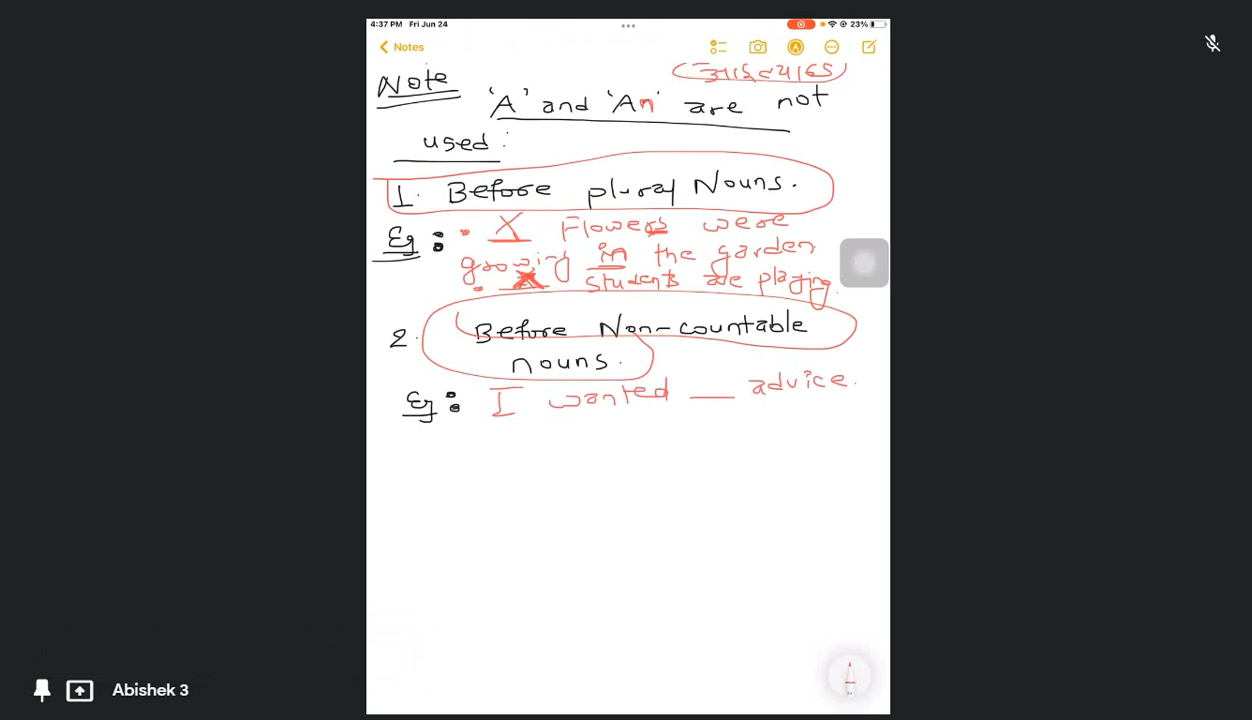 4:37 PM Fri Jun 24
23%
Notes
Note
'A' and 'An' are not
used:
1. Before plural Nouns.
Eg: • X Flowers were
growing in the garden
• X students are playing.
2. Before Non-countable
nouns.
Eg: I wanted __ advice.
Abishek 3